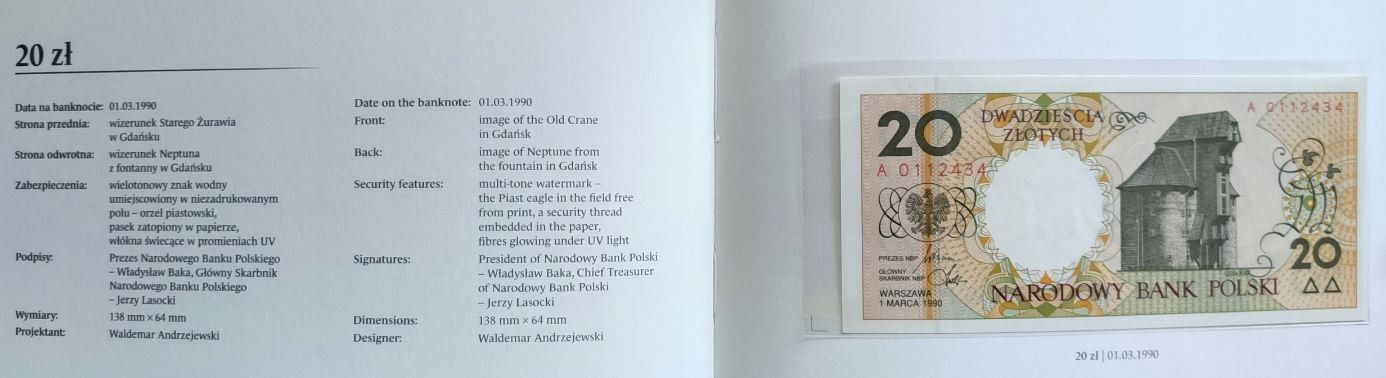 20 zł
Data na banknocie: 01.03.1990
Strona przednia: wizerunek Starego Żurawia
w Gdańsku
Strona odwrotna: wizerunek Neptuna
z fontanny w Gdańsku
Zabezpieczenia: wielotonowy znak wodny
umiejscowiony w niezadrukowanym
polu – orzeł piastowski,
pasek zatopiony w papierze,
włókna świecące w promieniach UV
Podpisy: Prezes Narodowego Banku Polskiego
– Władysław Baka, Główny Skarbnik
Narodowego Banku Polskiego
– Jerzy Lasocki
Wymiary: 138 mm × 64 mm
Projektant: Waldemar Andrzejewski
Date on the banknote: 01.03.1990
Front: image of the Old Crane
in Gdańsk
Back: image of Neptune from
the fountain in Gdańsk
Security features: multi-tone watermark –
the Piast eagle in the field free
from print, a security thread
embedded in the paper,
fibres glowing under UV light
Signatures: President of Narodowy Bank Polski
– Władysław Baka, Chief Treasurer
of Narodowy Bank Polski
– Jerzy Lasocki
Dimensions: 138 mm × 64 mm
Designer: Waldemar Andrzejewski
20
DWADZIEŚCIA
ZŁOTYCH
A 0112434
A 0112434
PREZES NBP
GŁÓWNY
SKARBNIK NBP
WARSZAWA
1 MARCA 1990
GDAŃSK
20
NARODOWY BANK POLSKI
20 zł | 01.03.1990